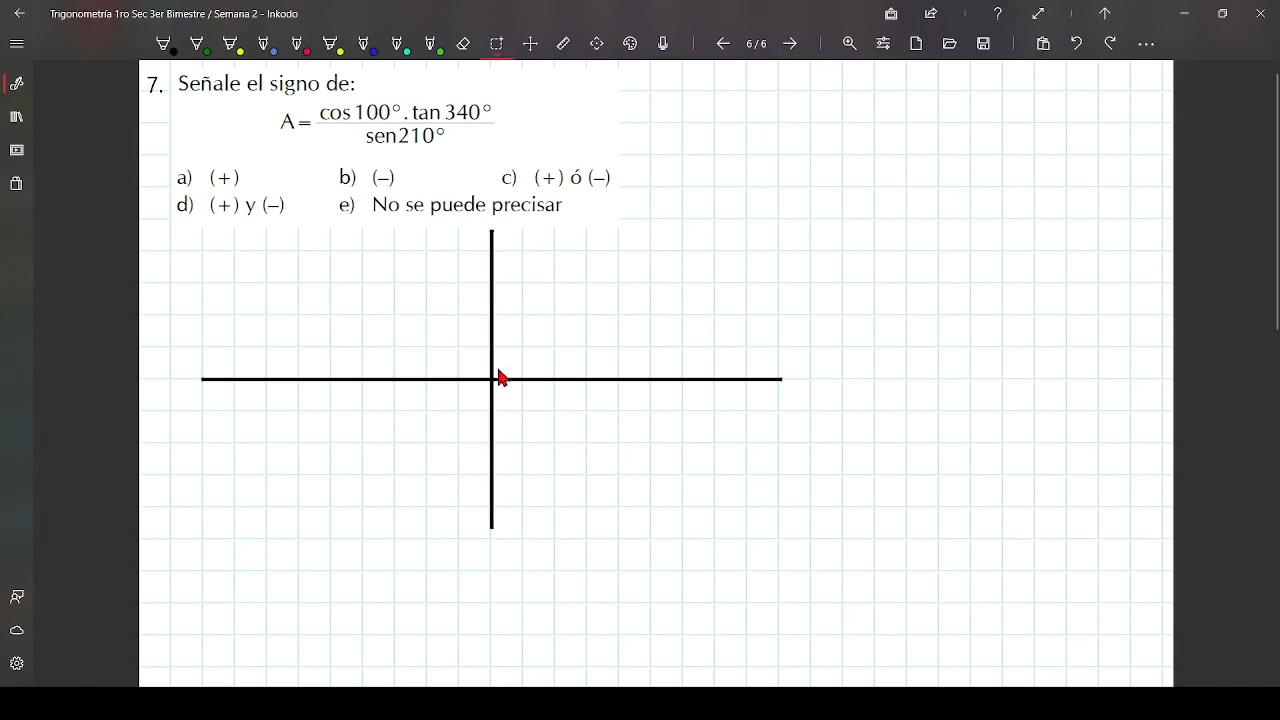 Trigonometría 1ro Sec 3er Bimestre / Semana 2 - Inkodo
6 / 6
7. Señale el signo de:
A = cos 100° . tan 340°
sen210°
a) (+) b) (–) c) (+) ó (–)
d) (+) y (–) e) No se puede precisar